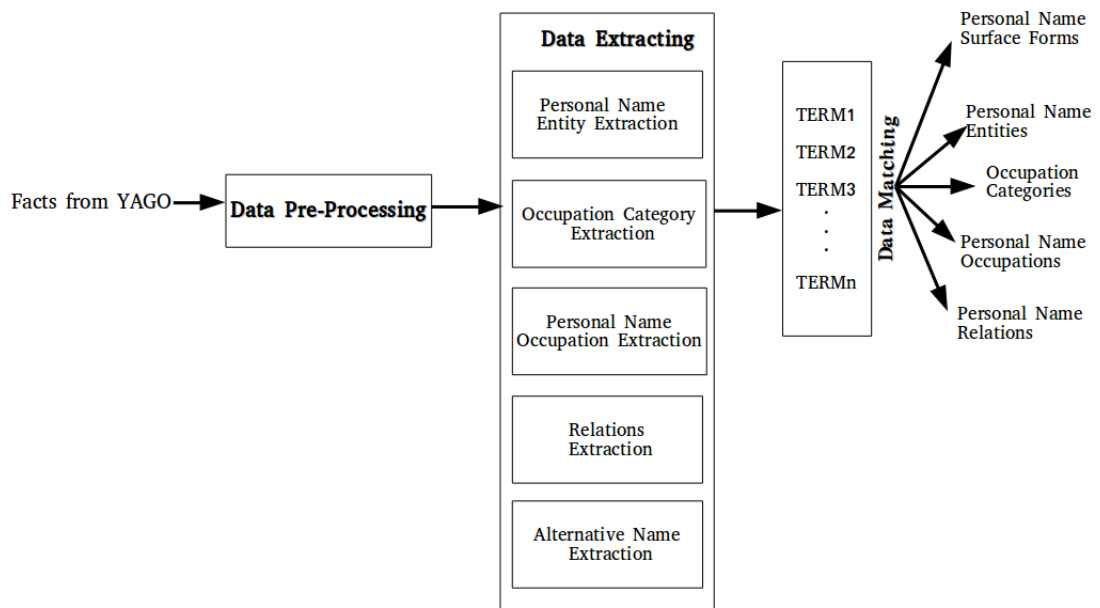 Facts from YAGO
Data Pre-Processing
Data Extracting
Personal Name
Entity Extraction
Occupation Category
Extraction
Personal Name
Occupation Extraction
Relations
Extraction
Alternative Name
Extraction
TERM1
TERM2
TERM3
.
.
.
TERMn
Data Matching
Personal Name
Surface Forms
Personal Name
Entities
Occupation
Categories
Personal Name
Occupations
Personal Name
Relations